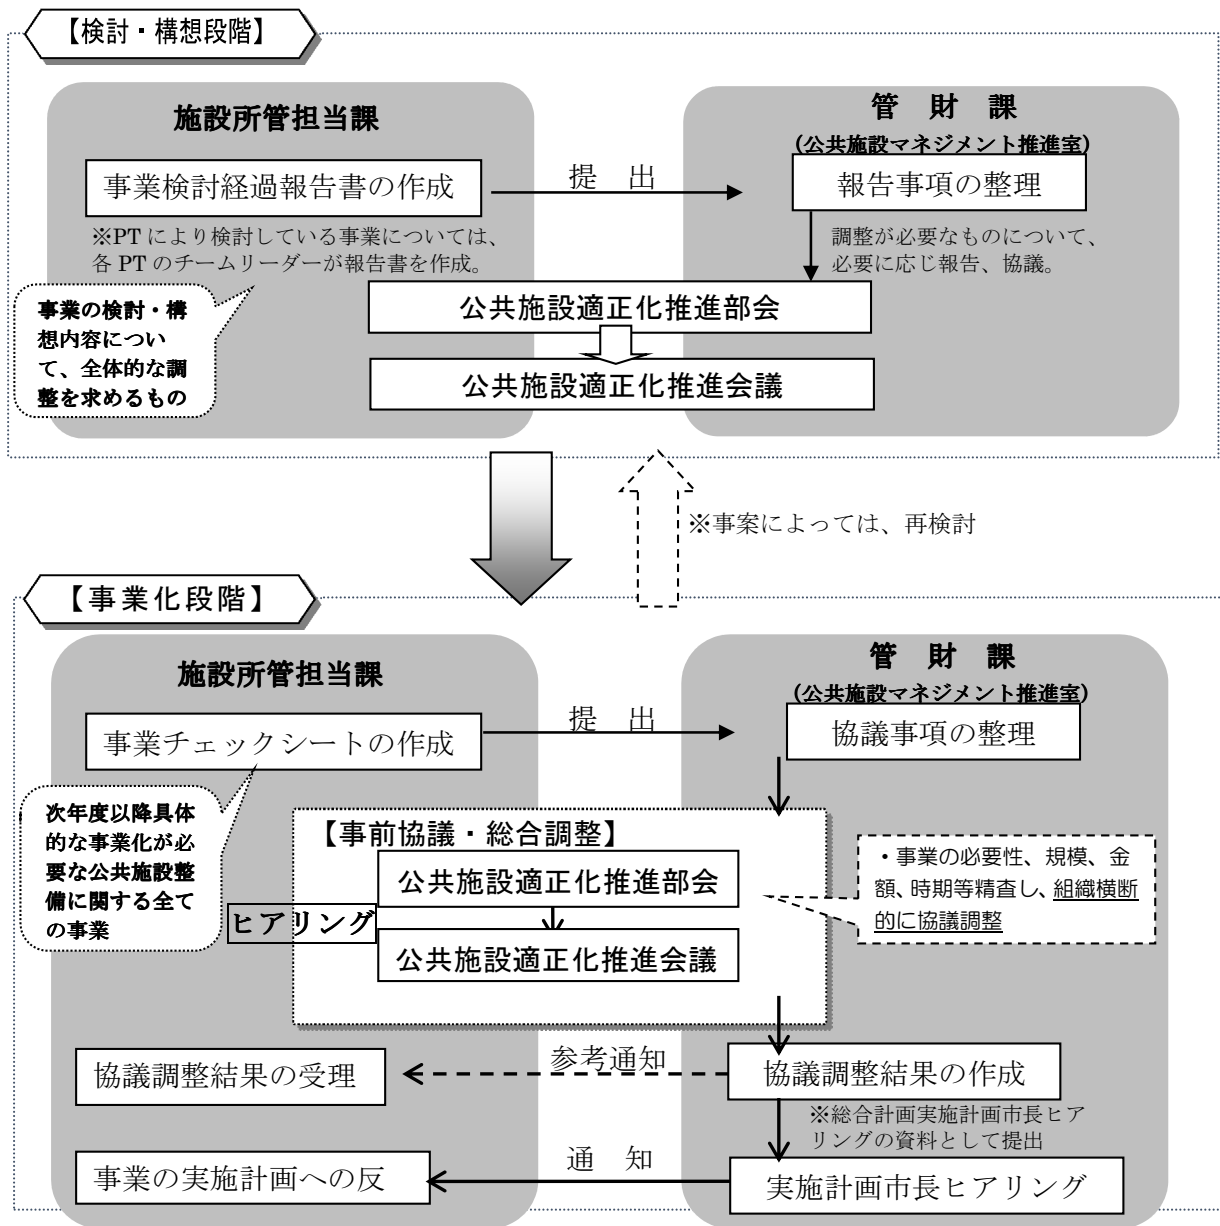 【検討・構想段階】
施設所管担当課
管 財 課
（公共施設マネジメント推進室）
事業検討経過報告書の作成
提 出
報告事項の整理
※PT により検討している事業については、
各 PT のチームリーダーが報告書を作成。
調整が必要なものについて、
必要に応じ報告、協議。
事業の検討・構
想内容につい
て、全体的な調
整を求めるもの
公共施設適正化推進部会
公共施設適正化推進会議
※事案によっては、再検討
【事業化段階】
施設所管担当課
管 財 課
（公共施設マネジメント推進室）
事業チェックシートの作成
提 出
協議事項の整理
次年度以降具体
的な事業化が必
要な公共施設整
備に関する全て
の事業
【事前協議・総合調整】
公共施設適正化推進部会
ヒアリング
公共施設適正化推進会議
・事業の必要性、規模、金
額、時期等精査し、組織横断
的に協議調整
協議調整結果の受理
参考通知
協議調整結果の作成
※総合計画実施計画市長ヒア
リングの資料として提出
事業の実施計画への反
通 知
実施計画市長ヒアリング